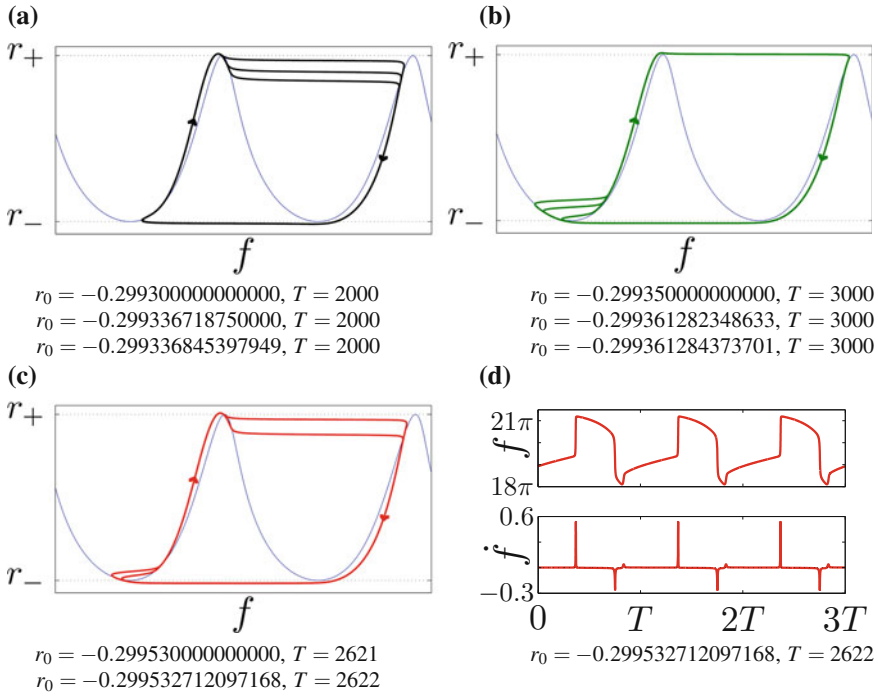 (a)
r₊
r₋
f
r₀ = −0.299300000000000, T = 2000
r₀ = −0.299336718750000, T = 2000
r₀ = −0.299336845397949, T = 2000
(b)
r₊
r₋
f
r₀ = −0.299350000000000, T = 3000
r₀ = −0.299361282348633, T = 3000
r₀ = −0.299361284373701, T = 3000
(c)
r₊
r₋
f
r₀ = −0.299530000000000, T = 2621
r₀ = −0.299532712097168, T = 2622
(d)
21π
f
18π
0.6
ḟ
−0.3
0 T 2T 3T
r₀ = −0.299532712097168, T = 2622